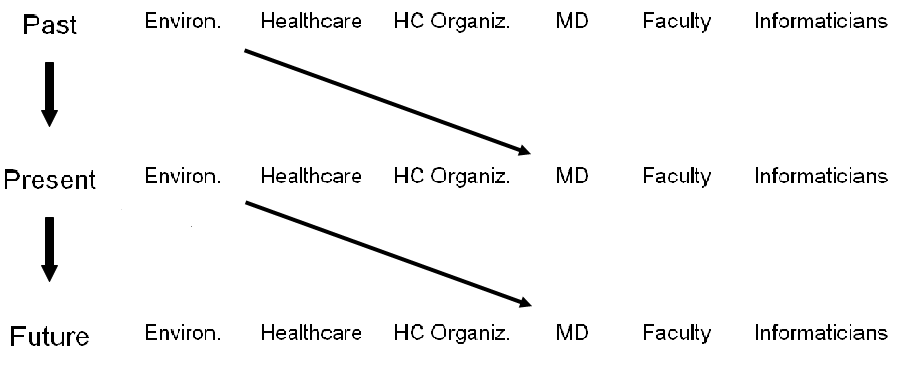 Past Environ. Healthcare HC Organiz. MD Faculty Informaticians
Present Environ. Healthcare HC Organiz. MD Faculty Informaticians
Future Environ. Healthcare HC Organiz. MD Faculty Informaticians